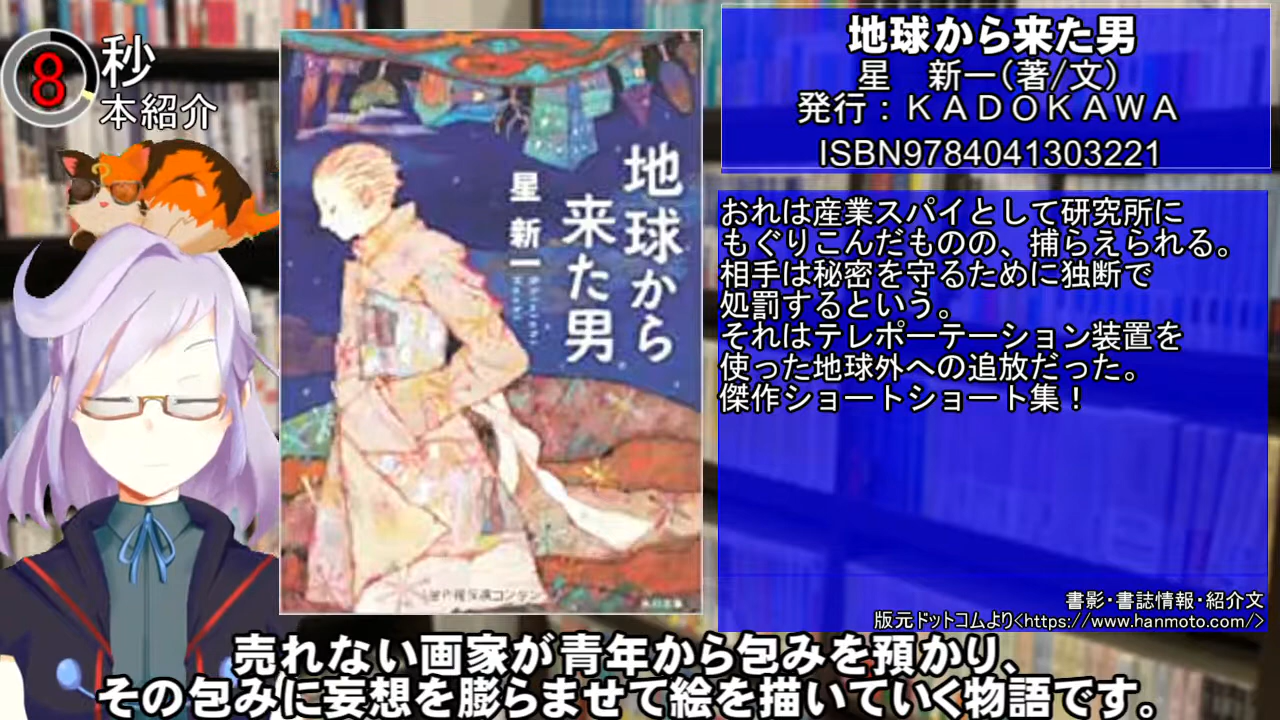 8秒
本紹介
地球から来た男
星　新一(著/文)
発行：ＫＡＤＯＫＡＷＡ
ISBN9784041303221
地球から
来た男
星 新一
おれは産業スパイとして研究所に
もぐりこんだものの、捕らえられる。
相手は秘密を守るために独断で
処罰するという。
それはテレポーテーション装置を
使った地球外への追放だった。
傑作ショートショート集！
書影・書誌情報・紹介文
版元ドットコムより<https://www.hanmoto.com/>
売れない画家が青年から包みを預かり、
その包みに妄想を膨らませて絵を描いていく物語です。